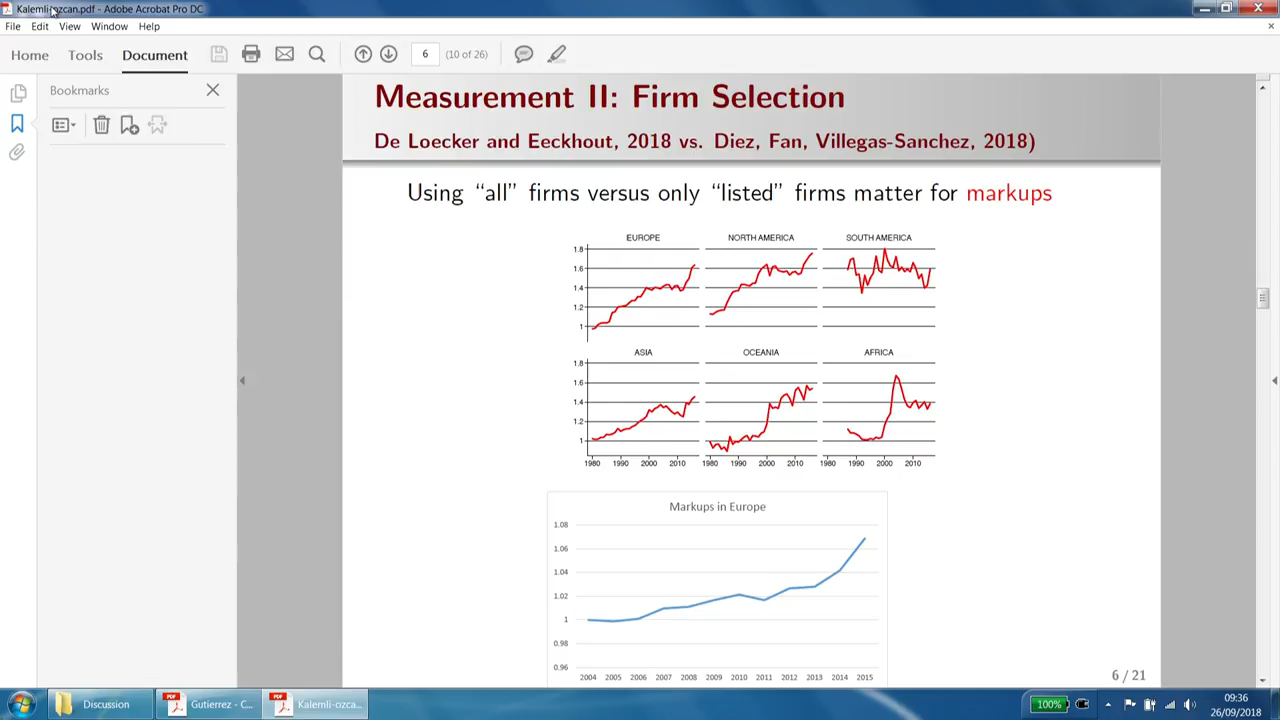 Kalemli-ozcan.pdf - Adobe Acrobat Pro DC
File Edit View Window Help
Home Tools Document 6 (10 of 26)
Bookmarks
Measurement II: Firm Selection
De Loecker and Eeckhout, 2018 vs. Diez, Fan, Villegas-Sanchez, 2018)
Using “all” firms versus only “listed” firms matter for markups
EUROPE NORTH AMERICA SOUTH AMERICA
1.8
1.6
1.4
1.2
1
ASIA OCEANIA AFRICA
1.8
1.6
1.4
1.2
1
1980 1990 2000 2010 1980 1990 2000 2010 1980 1990 2000 2010
Markups in Europe
1.08
1.06
1.04
1.02
1
0.98
0.96
2004 2005 2006 2007 2008 2009 2010 2011 2012 2013 2014 2015
6 / 21
Discussion Gutierrez - C... Kalemli-ozca... 100% 09:36
26/09/2018